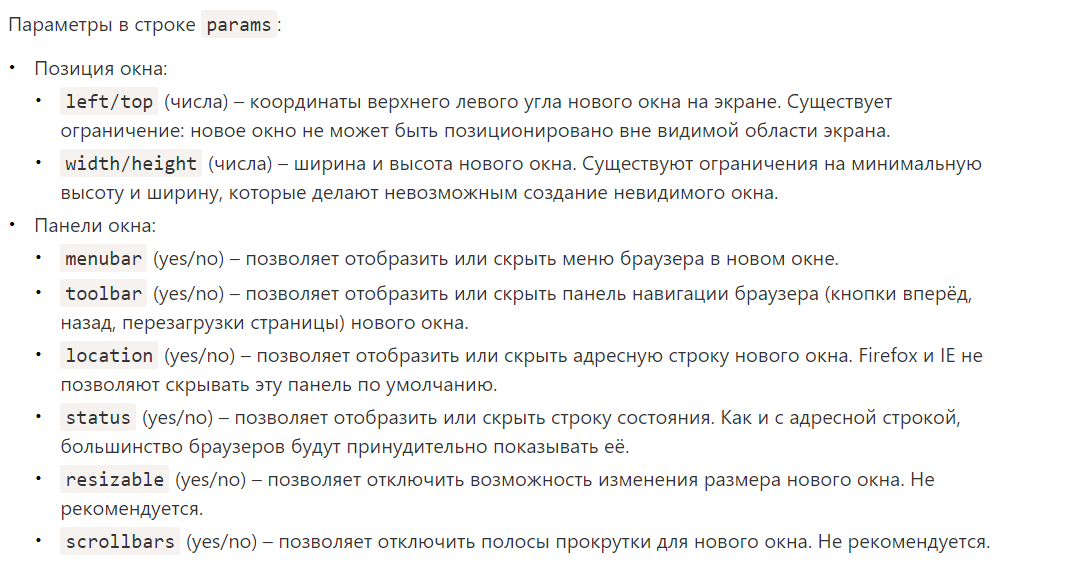 Параметры в строке params:
• Позиция окна:
• left/top (числа) – координаты верхнего левого угла нового окна на экране. Существует
ограничение: новое окно не может быть позиционировано вне видимой области экрана.
• width/height (числа) – ширина и высота нового окна. Существуют ограничения на минимальную
высоту и ширину, которые делают невозможным создание невидимого окна.
• Панели окна:
• menubar (yes/no) – позволяет отобразить или скрыть меню браузера в новом окне.
• toolbar (yes/no) – позволяет отобразить или скрыть панель навигации браузера (кнопки вперёд,
назад, перезагрузки страницы) нового окна.
• location (yes/no) – позволяет отобразить или скрыть адресную строку нового окна. Firefox и IE не
позволяют скрывать эту панель по умолчанию.
• status (yes/no) – позволяет отобразить или скрыть строку состояния. Как и с адресной строкой,
большинство браузеров будут принудительно показывать её.
• resizable (yes/no) – позволяет отключить возможность изменения размера нового окна. Не
рекомендуется.
• scrollbars (yes/no) – позволяет отключить полосы прокрутки для нового окна. Не рекомендуется.